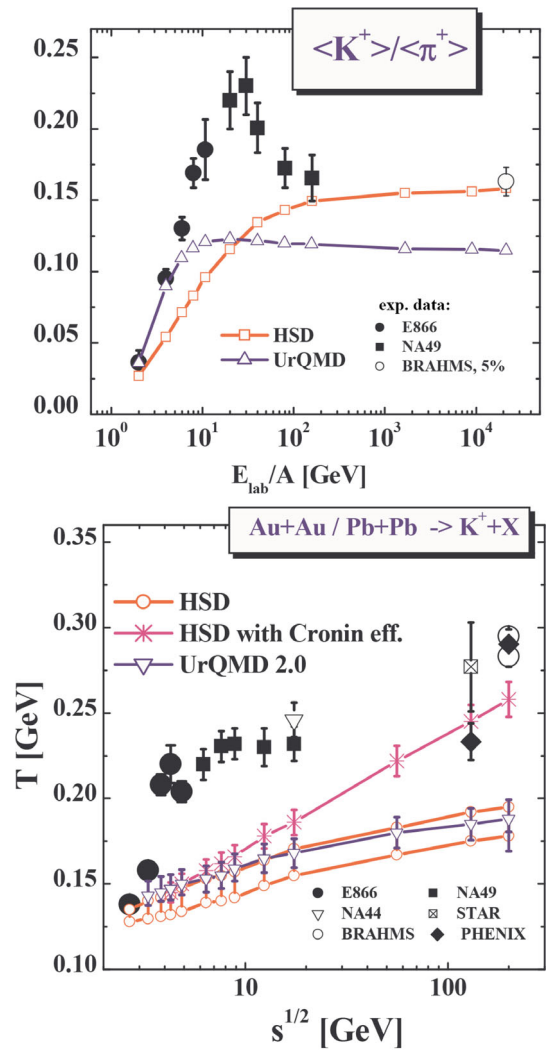 <K⁺>/<π⁺>
0.25
0.20
0.15
0.10
0.05
0.00
HSD
UrQMD
exp. data:
E866
NA49
BRAHMS, 5%
10⁰ 10¹ 10² 10³ 10⁴
E_lab/A [GeV]
Au+Au / Pb+Pb -> K⁺+X
0.35
0.30
0.25
0.20
0.15
0.10
T [GeV]
HSD
HSD with Cronin eff.
UrQMD 2.0
E866 NA49
NA44 STAR
BRAHMS PHENIX
10 100
s^1/2 [GeV]